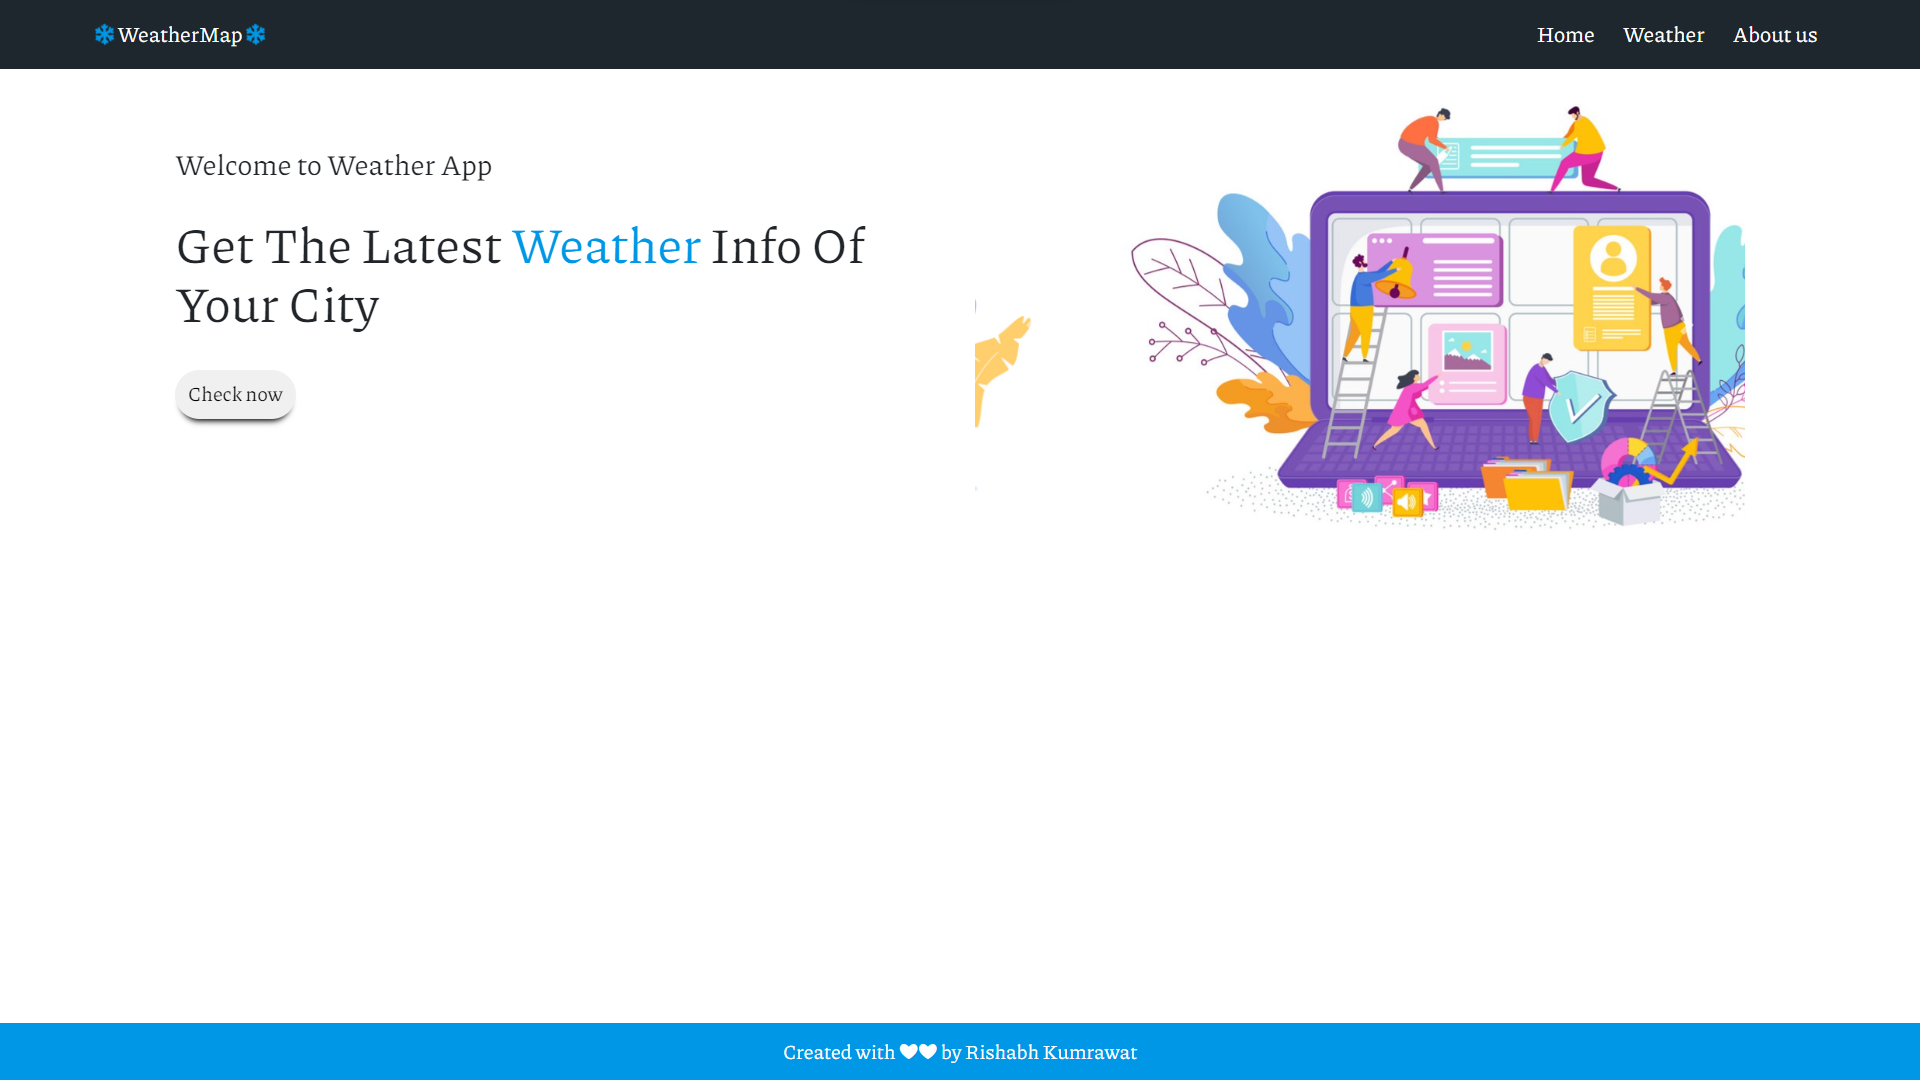 ❄WeatherMap❄
Home Weather About us
Welcome to Weather App
Get The Latest Weather Info Of
Your City
Check now
Created with 🤍🤍 by Rishabh Kumrawat